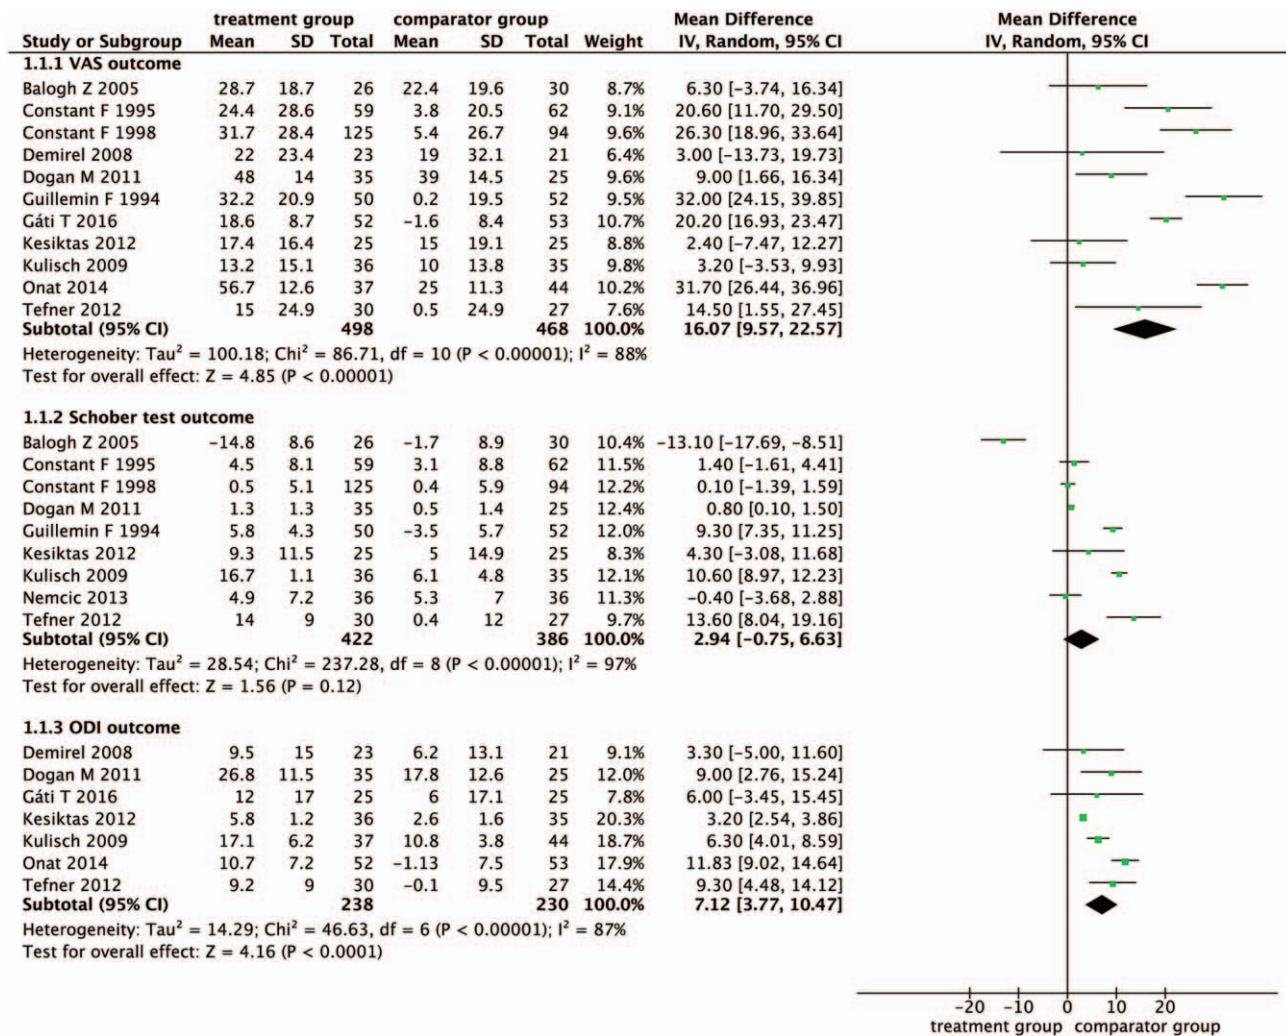 treatment group comparator group Mean Difference Mean Difference
Study or Subgroup Mean SD Total Mean SD Total Weight IV, Random, 95% CI IV, Random, 95% CI
1.1.1 VAS outcome
Balogh Z 2005 28.7 18.7 26 22.4 19.6 30 8.7% 6.30 [-3.74, 16.34]
Constant F 1995 24.4 28.6 59 3.8 20.5 62 9.1% 20.60 [11.70, 29.50]
Constant F 1998 31.7 28.4 125 5.4 26.7 94 9.6% 26.30 [18.96, 33.64]
Demirel 2008 22 23.4 23 19 32.1 21 6.4% 3.00 [-13.73, 19.73]
Dogan M 2011 48 14 35 39 14.5 25 9.6% 9.00 [1.66, 16.34]
Guillemin F 1994 32.2 20.9 50 0.2 19.5 52 9.5% 32.00 [24.15, 39.85]
Gáti T 2016 18.6 8.7 52 -1.6 8.4 53 10.7% 20.20 [16.93, 23.47]
Kesiktas 2012 17.4 16.4 25 15 19.1 25 8.8% 2.40 [-7.47, 12.27]
Kulisch 2009 13.2 15.1 36 10 13.8 35 9.8% 3.20 [-3.53, 9.93]
Onat 2014 56.7 12.6 37 25 11.3 44 10.2% 31.70 [26.44, 36.96]
Tefner 2012 15 24.9 30 0.5 24.9 27 7.6% 14.50 [1.55, 27.45]
Subtotal (95% CI) 498 468 100.0% 16.07 [9.57, 22.57]
Heterogeneity: Tau² = 100.18; Chi² = 86.71, df = 10 (P < 0.00001); I² = 88%
Test for overall effect: Z = 4.85 (P < 0.00001)
1.1.2 Schober test outcome
Balogh Z 2005 -14.8 8.6 26 -1.7 8.9 30 10.4% -13.10 [-17.69, -8.51]
Constant F 1995 4.5 8.1 59 3.1 8.8 62 11.5% 1.40 [-1.61, 4.41]
Constant F 1998 0.5 5.1 125 0.4 5.9 94 12.2% 0.10 [-1.39, 1.59]
Dogan M 2011 1.3 1.3 35 0.5 1.4 25 12.4% 0.80 [0.10, 1.50]
Guillemin F 1994 5.8 4.3 50 -3.5 5.7 52 12.0% 9.30 [7.35, 11.25]
Kesiktas 2012 9.3 11.5 25 5 14.9 25 8.3% 4.30 [-3.08, 11.68]
Kulisch 2009 16.7 1.1 36 6.1 4.8 35 12.1% 10.60 [8.97, 12.23]
Nemcic 2013 4.9 7.2 36 5.3 7 36 11.3% -0.40 [-3.68, 2.88]
Tefner 2012 14 9 30 0.4 12 27 9.7% 13.60 [8.04, 19.16]
Subtotal (95% CI) 422 386 100.0% 2.94 [-0.75, 6.63]
Heterogeneity: Tau² = 28.54; Chi² = 237.28, df = 8 (P < 0.00001); I² = 97%
Test for overall effect: Z = 1.56 (P = 0.12)
1.1.3 ODI outcome
Demirel 2008 9.5 15 23 6.2 13.1 21 9.1% 3.30 [-5.00, 11.60]
Dogan M 2011 26.8 11.5 35 17.8 12.6 25 12.0% 9.00 [2.76, 15.24]
Gáti T 2016 12 17 25 6 17.1 25 7.8% 6.00 [-3.45, 15.45]
Kesiktas 2012 5.8 1.2 36 2.6 1.6 35 20.3% 3.20 [2.54, 3.86]
Kulisch 2009 17.1 6.2 37 10.8 3.8 44 18.7% 6.30 [4.01, 8.59]
Onat 2014 10.7 7.2 52 -1.13 7.5 53 17.9% 11.83 [9.02, 14.64]
Tefner 2012 9.2 9 30 -0.1 9.5 27 14.4% 9.30 [4.48, 14.12]
Subtotal (95% CI) 238 230 100.0% 7.12 [3.77, 10.47]
Heterogeneity: Tau² = 14.29; Chi² = 46.63, df = 6 (P < 0.00001); I² = 87%
Test for overall effect: Z = 4.16 (P < 0.0001)
-20 -10 0 10 20
treatment group comparator group